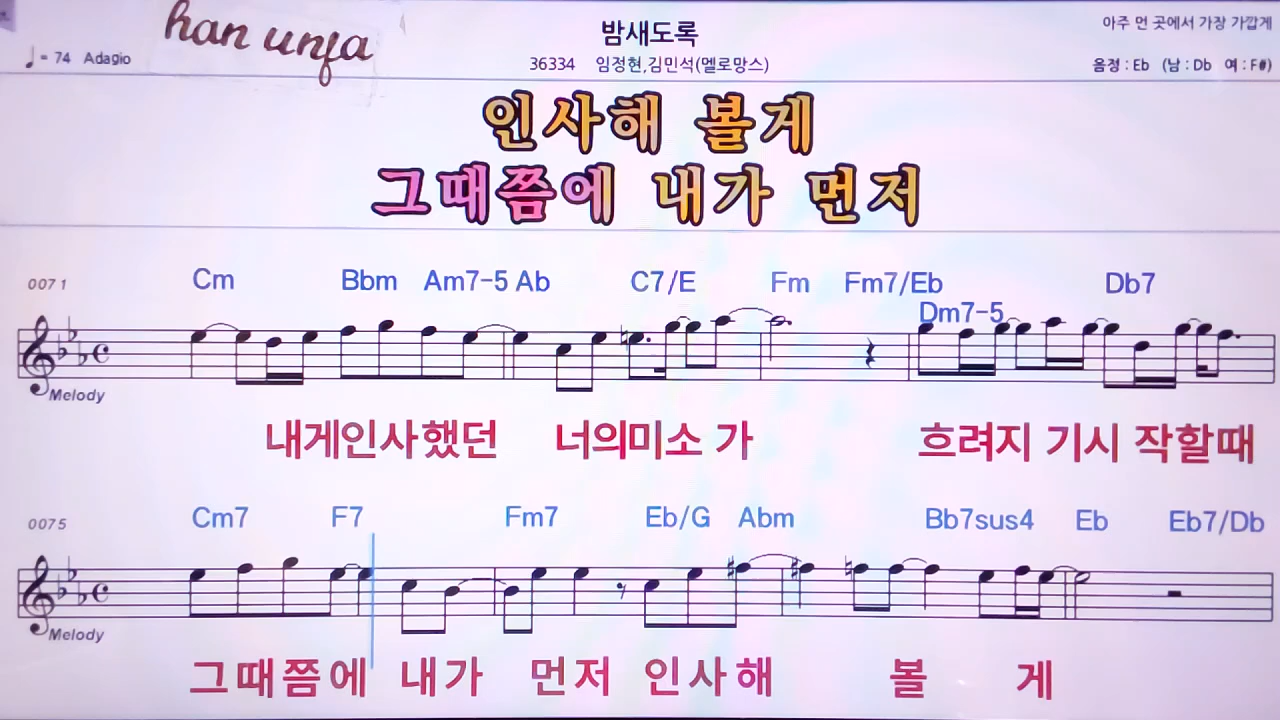 han unja
밤새도록
아주 먼 곳에서 가장 가깝게
♩= 74 Adagio
36334 임정현,김민석(멜로망스)
음정 : Eb (남 : Db 여 : F#)
인사해 볼게
그때쯤에 내가 먼저
0071
Cm Bbm Am7-5 Ab C7/E Fm Fm7/Eb Dm7-5 Db7
Melody
내게인사했던 너의미소 가 흐려지 기시 작할때
0075
Cm7 F7 Fm7 Eb/G Abm Bb7sus4 Eb Eb7/Db
Melody
그때쯤에 내가 먼저 인사해 볼 게